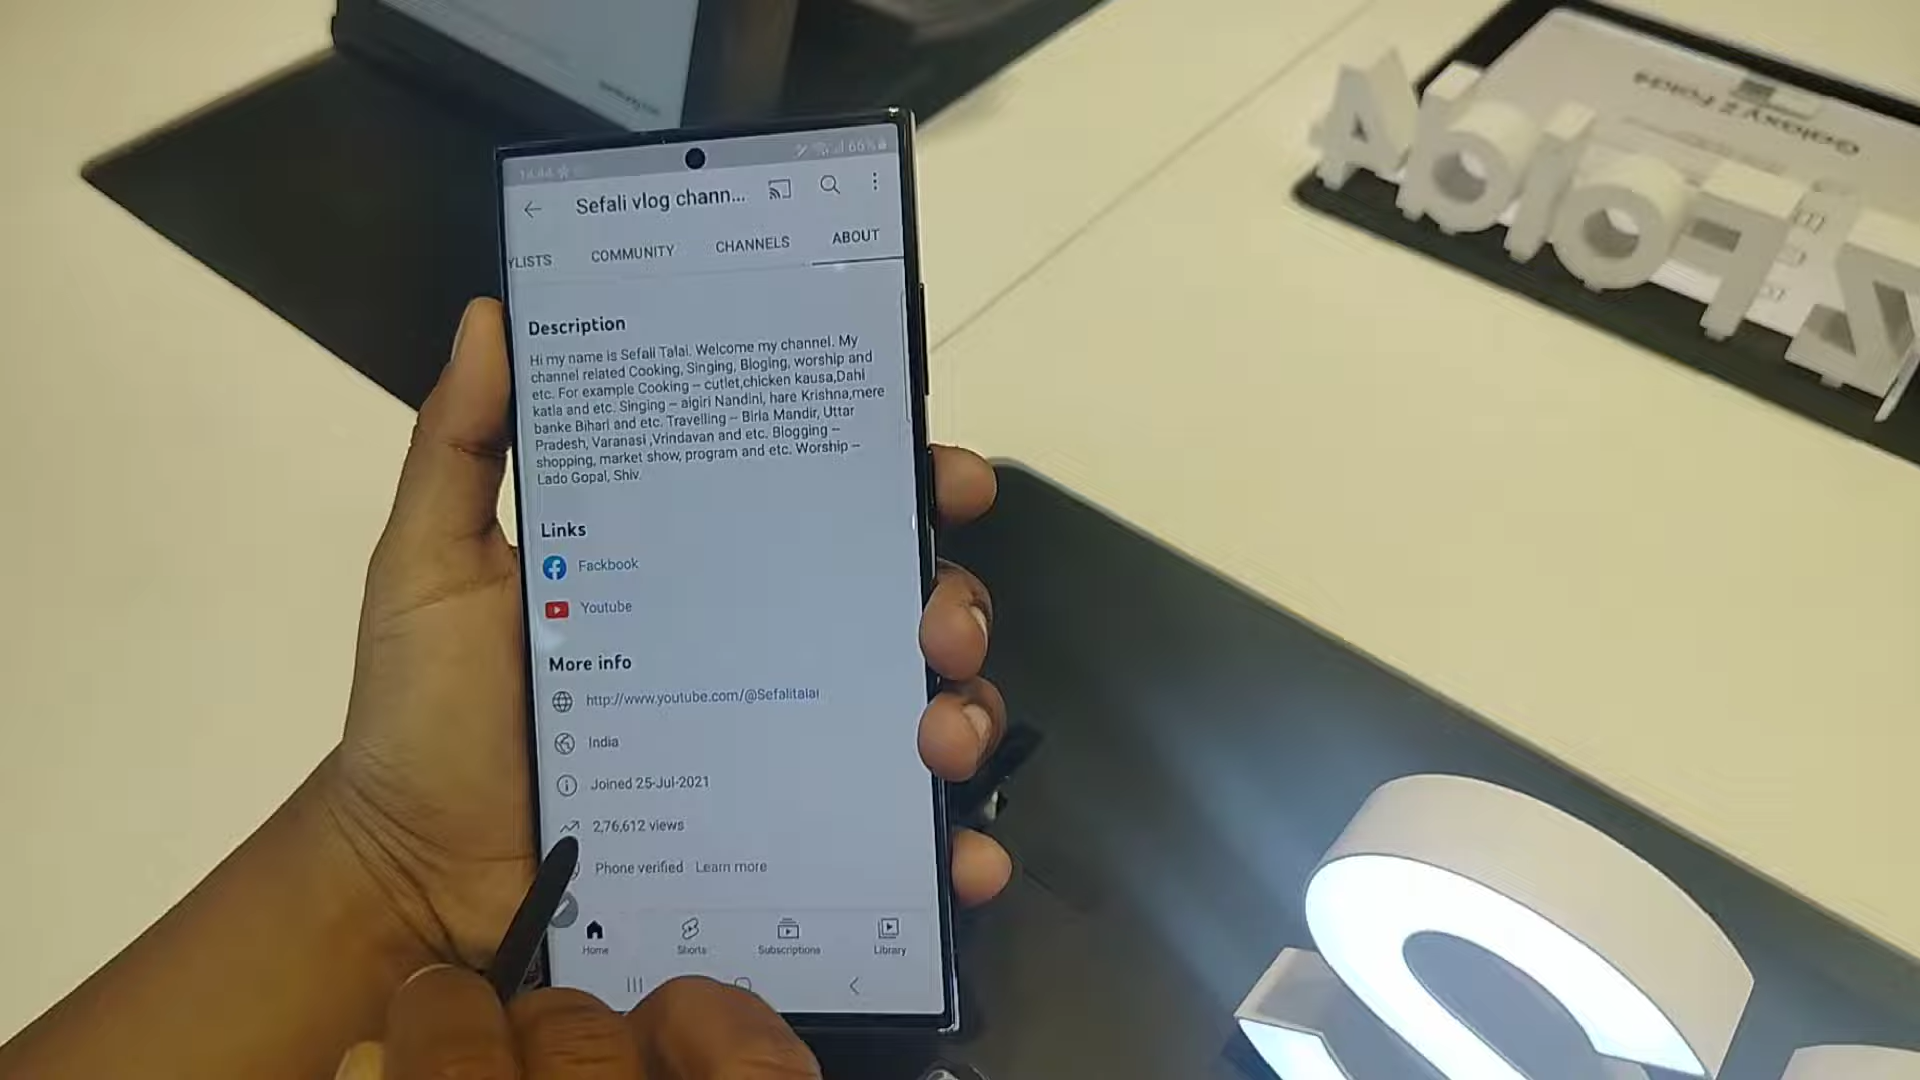 66%
Sefali vlog chann...
YLISTS COMMUNITY CHANNELS ABOUT
Description
Hi my name is Sefali Talai. Welcome my channel. My
channel related Cooking, Singing, Bloging, worship and
etc. For example Cooking – cutlet,chicken kausa,Dahi
katla and etc. Singing – aigiri Nandini, hare Krishna,mere
banke Bihari and etc. Travelling – Birla Mandir, Uttar
Pradesh, Varanasi ,Vrindavan and etc. Blogging –
shopping, market show, program and etc. Worship –
Lado Gopal, Shiv.
Links
Fackbook
Youtube
More info
http://www.youtube.com/@Sefalitalai
India
Joined 25-Jul-2021
2,76,612 views
Phone verified Learn more
Home Shorts Subscriptions Library
Galaxy Z Fold4
Z Fold4